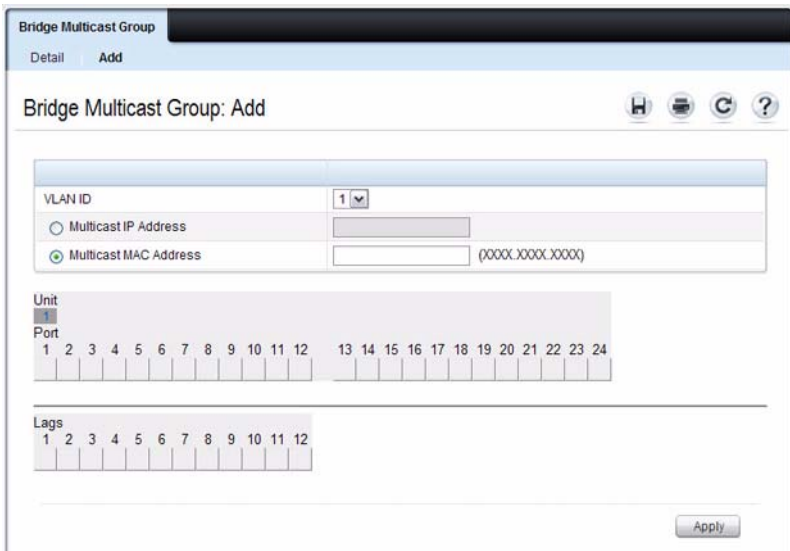 Bridge Multicast Group
Detail Add
Bridge Multicast Group: Add
?
VLAN ID 1
Multicast IP Address
Multicast MAC Address (XXXX.XXXX.XXXX)
Unit
1
Port
1 2 3 4 5 6 7 8 9 10 11 12 13 14 15 16 17 18 19 20 21 22 23 24
Lags
1 2 3 4 5 6 7 8 9 10 11 12
Apply